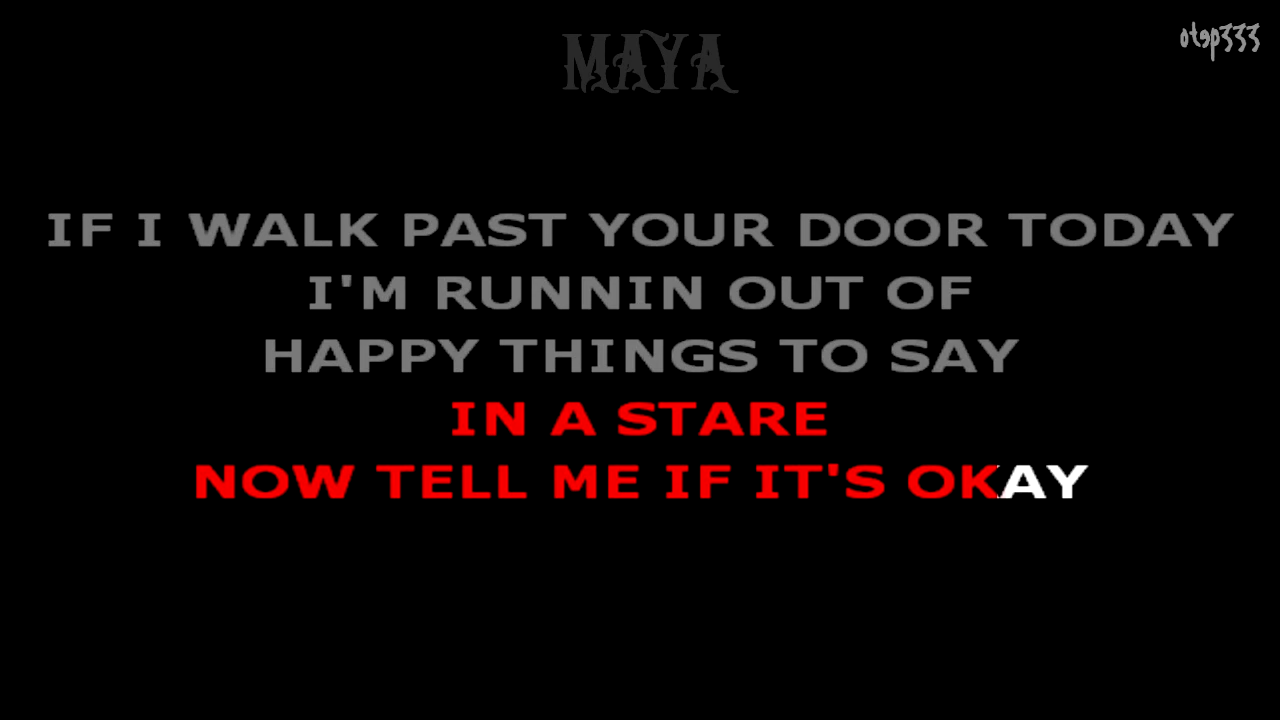 MAYA
otep333
IF I WALK PAST YOUR DOOR TODAY
I'M RUNNIN OUT OF
HAPPY THINGS TO SAY
IN A STARE
NOW TELL ME IF IT'S OKAY